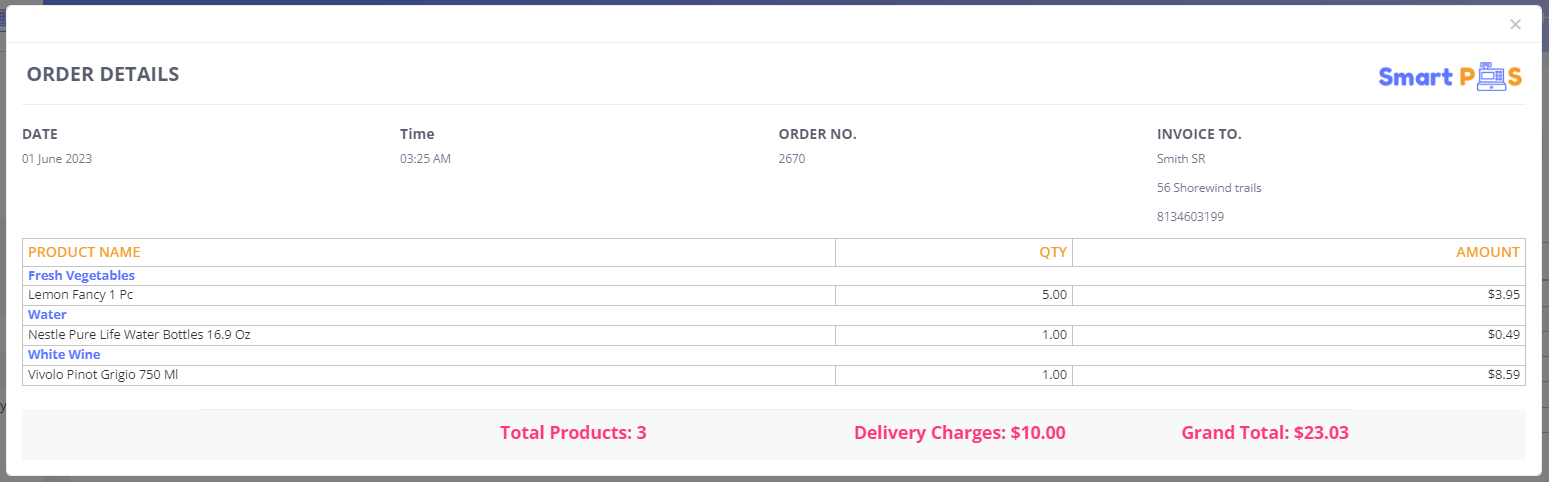 ORDER DETAILS
Smart POS
DATE Time ORDER NO. INVOICE TO.
01 June 2023 03:25 AM 2670 Smith SR
56 Shorewind trails
8134603199
PRODUCT NAME QTY AMOUNT
Fresh Vegetables
Lemon Fancy 1 Pc 5.00 $3.95
Water
Nestle Pure Life Water Bottles 16.9 Oz 1.00 $0.49
White Wine
Vivolo Pinot Grigio 750 Ml 1.00 $8.59
Total Products: 3 Delivery Charges: $10.00 Grand Total: $23.03